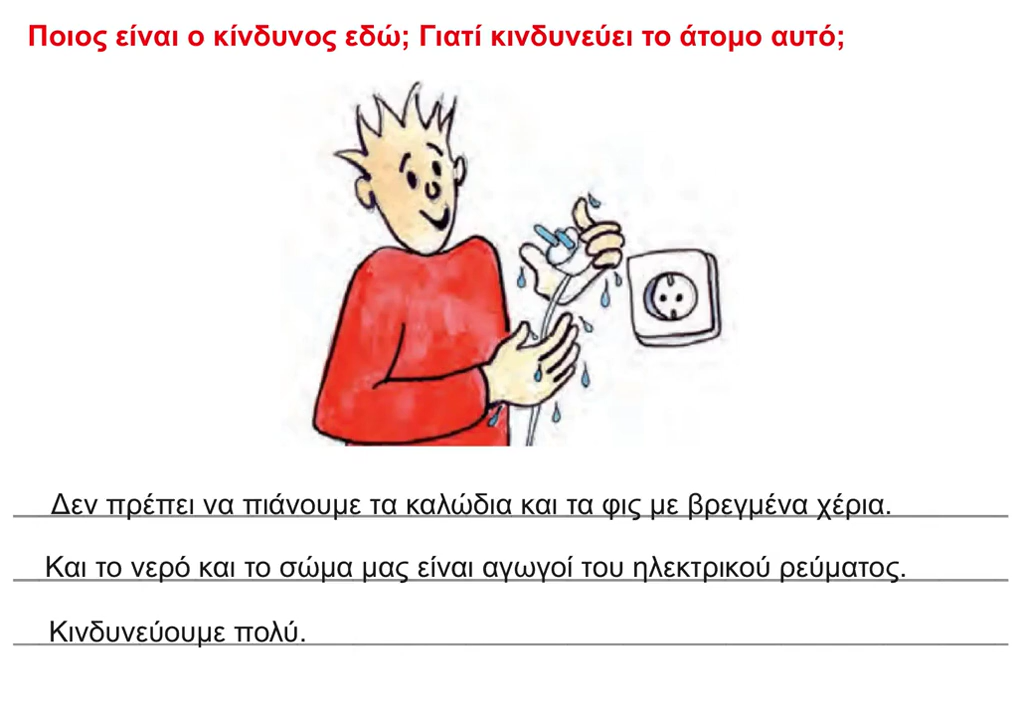 Ποιος είναι ο κίνδυνος εδώ; Γιατί κινδυνεύει το άτομο αυτό;
Δεν πρέπει να πιάνουμε τα καλώδια και τα φις με βρεγμένα χέρια.
Και το νερό και το σώμα μας είναι αγωγοί του ηλεκτρικού ρεύματος.
Κινδυνεύουμε πολύ.